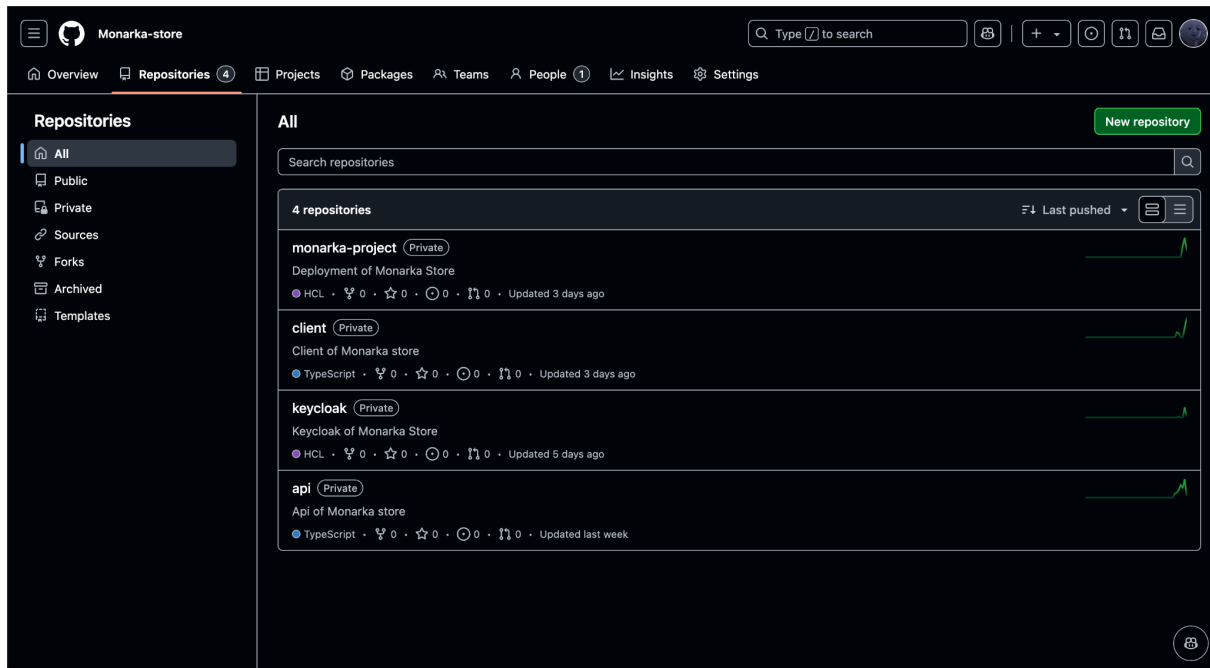 Monarka-store
Type / to search
Overview Repositories 4 Projects Packages Teams People 1 Insights Settings
Repositories
All
Public
Private
Sources
Forks
Archived
Templates
All
New repository
Search repositories
4 repositories
Last pushed
monarka-project Private
Deployment of Monarka Store
HCL · 0 · 0 · 0 · 0 · Updated 3 days ago
client Private
Client of Monarka store
TypeScript · 0 · 0 · 0 · 0 · Updated 3 days ago
keycloak Private
Keycloak of Monarka Store
HCL · 0 · 0 · 0 · 0 · Updated 5 days ago
api Private
Api of Monarka store
TypeScript · 0 · 0 · 0 · 0 · Updated last week